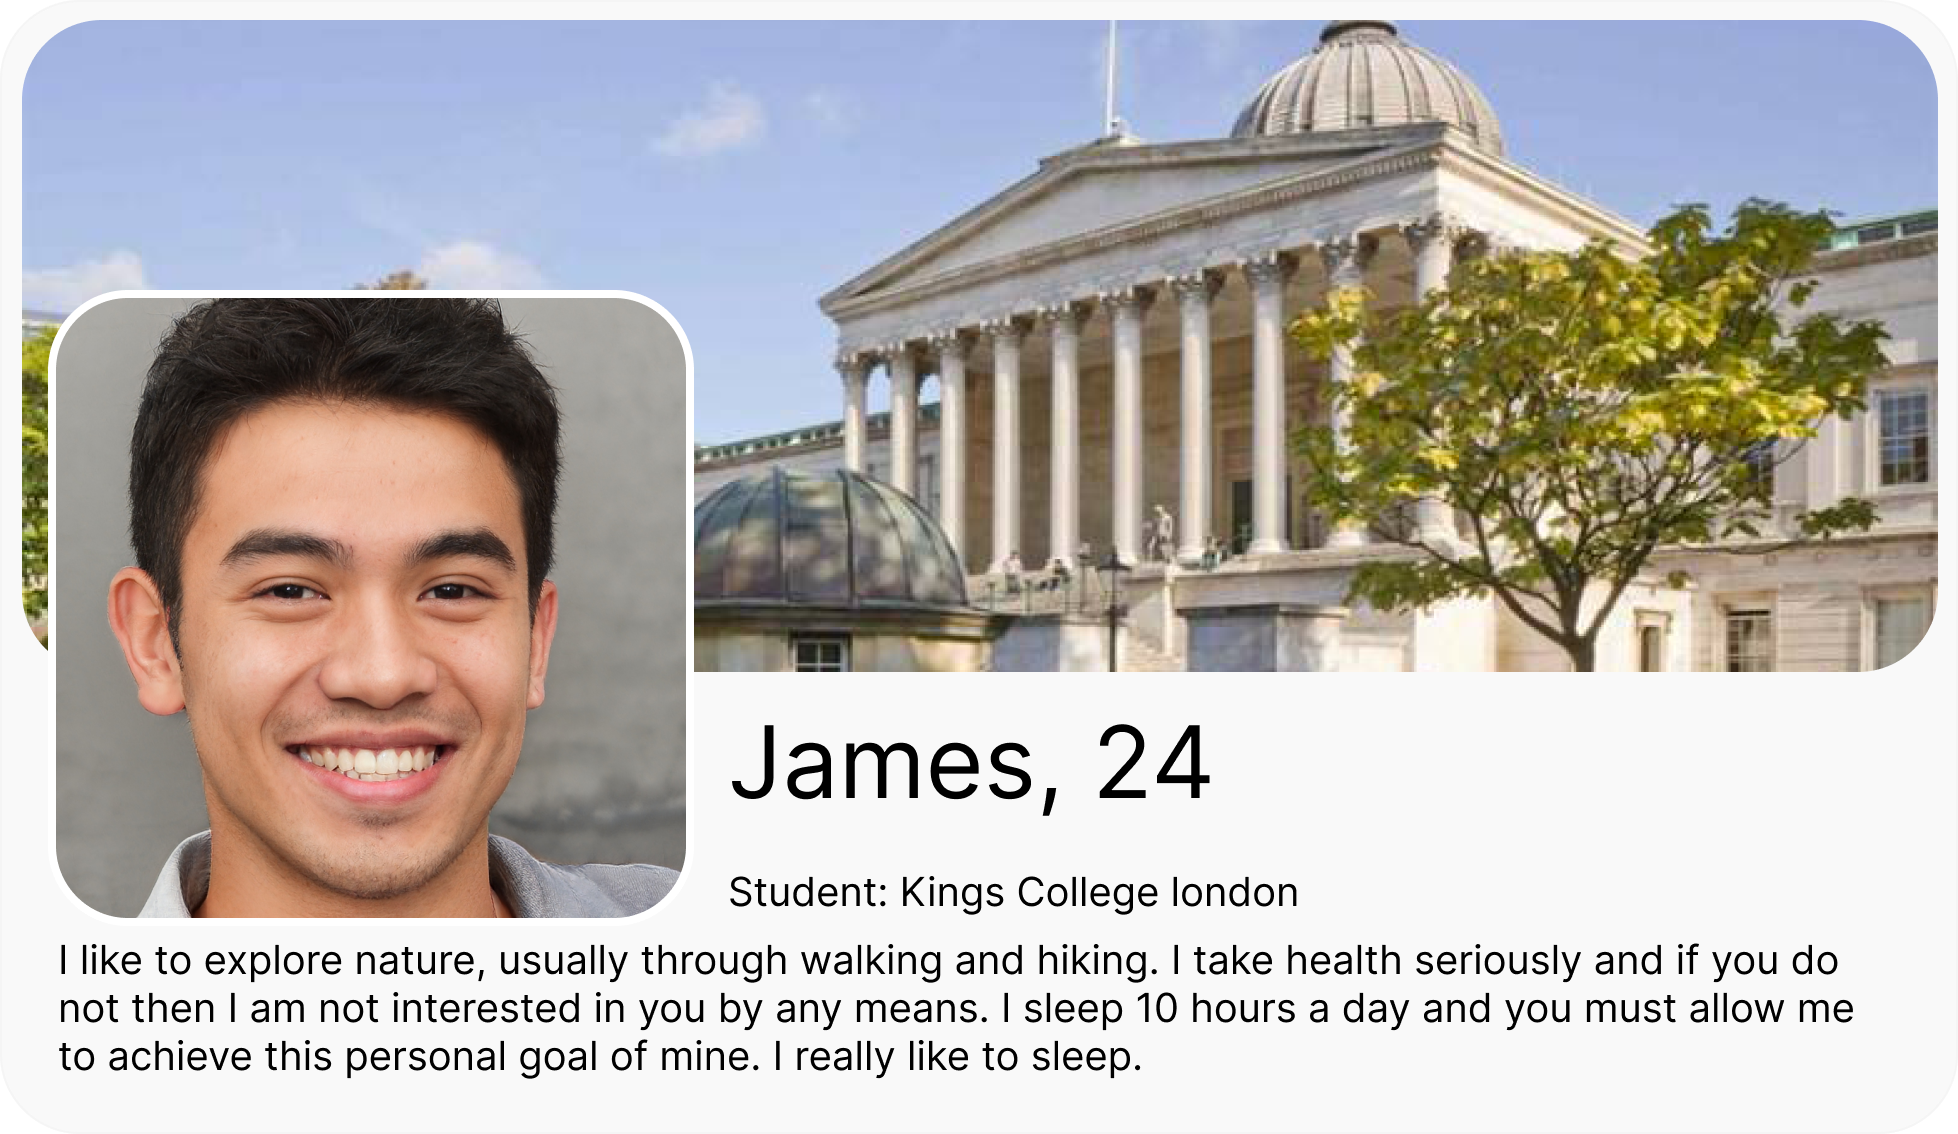 James, 24
Student: Kings College london
I like to explore nature, usually through walking and hiking. I take health seriously and if you do
not then I am not interested in you by any means. I sleep 10 hours a day and you must allow me
to achieve this personal goal of mine. I really like to sleep.